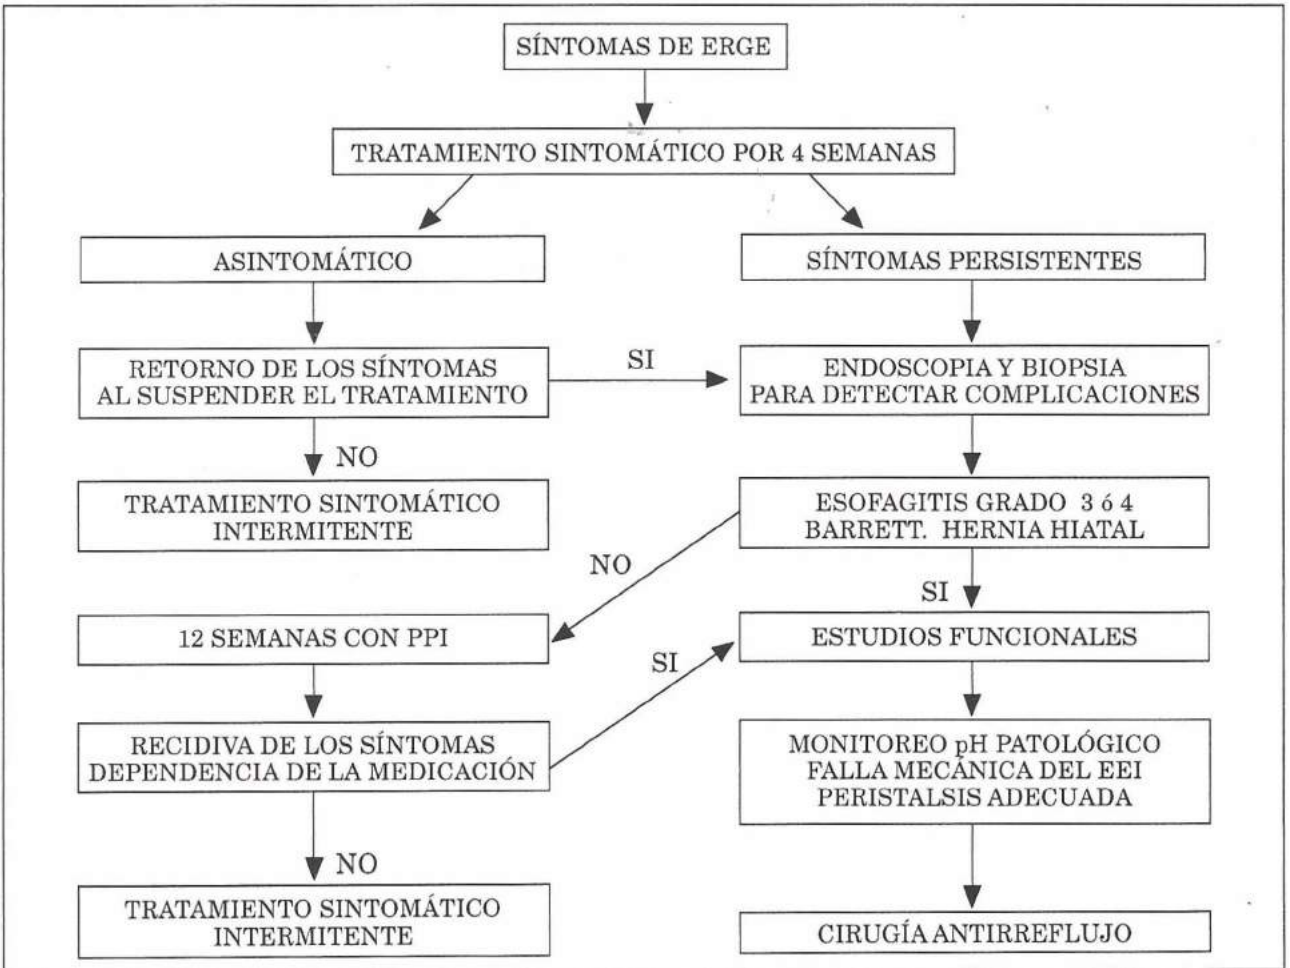 SÍNTOMAS DE ERGE
TRATAMIENTO SINTOMÁTICO POR 4 SEMANAS
ASINTOMÁTICO
SÍNTOMAS PERSISTENTES
RETORNO DE LOS SÍNTOMAS
AL SUSPENDER EL TRATAMIENTO
SI
ENDOSCOPIA Y BIOPSIA
PARA DETECTAR COMPLICACIONES
NO
TRATAMIENTO SINTOMÁTICO
INTERMITENTE
ESOFAGITIS GRADO 3 ó 4
BARRETT. HERNIA HIATAL
NO
SI
12 SEMANAS CON PPI
SI
ESTUDIOS FUNCIONALES
RECIDIVA DE LOS SÍNTOMAS
DEPENDENCIA DE LA MEDICACIÓN
MONITOREO pH PATOLÓGICO
FALLA MECÁNICA DEL EEI
PERISTALSIS ADECUADA
NO
TRATAMIENTO SINTOMÁTICO
INTERMITENTE
CIRUGÍA ANTIRREFLUJO